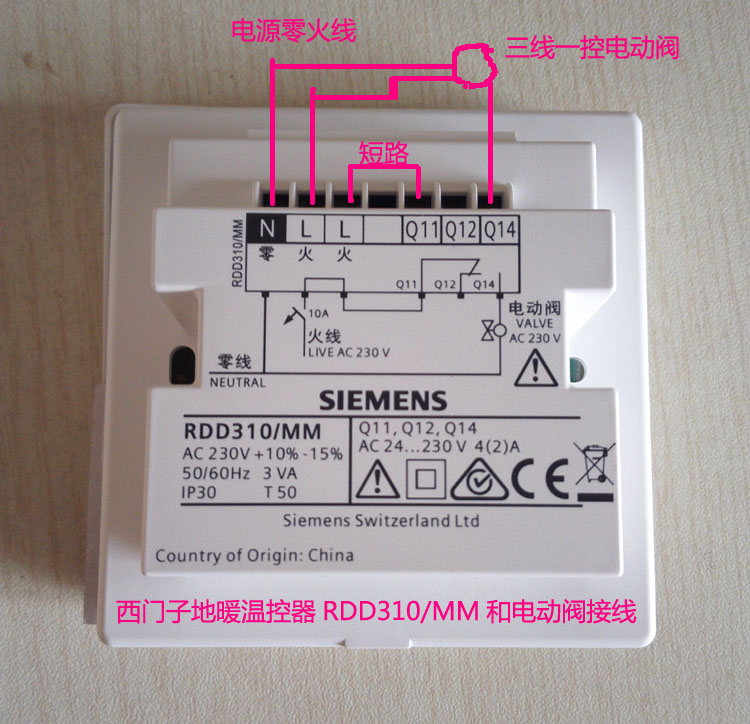 电源零火线
三线一控电动阀
短路
RDD310/MM
N L L Q11 Q12 Q14
零 火 火
Q11 Q12 Q14
10A
火线
LIVE AC 230 V
电动阀
VALVE
AC 230 V
零线
NEUTRAL
SIEMENS
RDD310/MM
AC 230V +10% -15%
50/60Hz 3 VA
IP30 T 50
Q11, Q12, Q14
AC 24...230 V 4(2)A
CE
Siemens Switzerland Ltd
Country of Origin: China
西门子地暖温控器 RDD310/MM 和电动阀接线